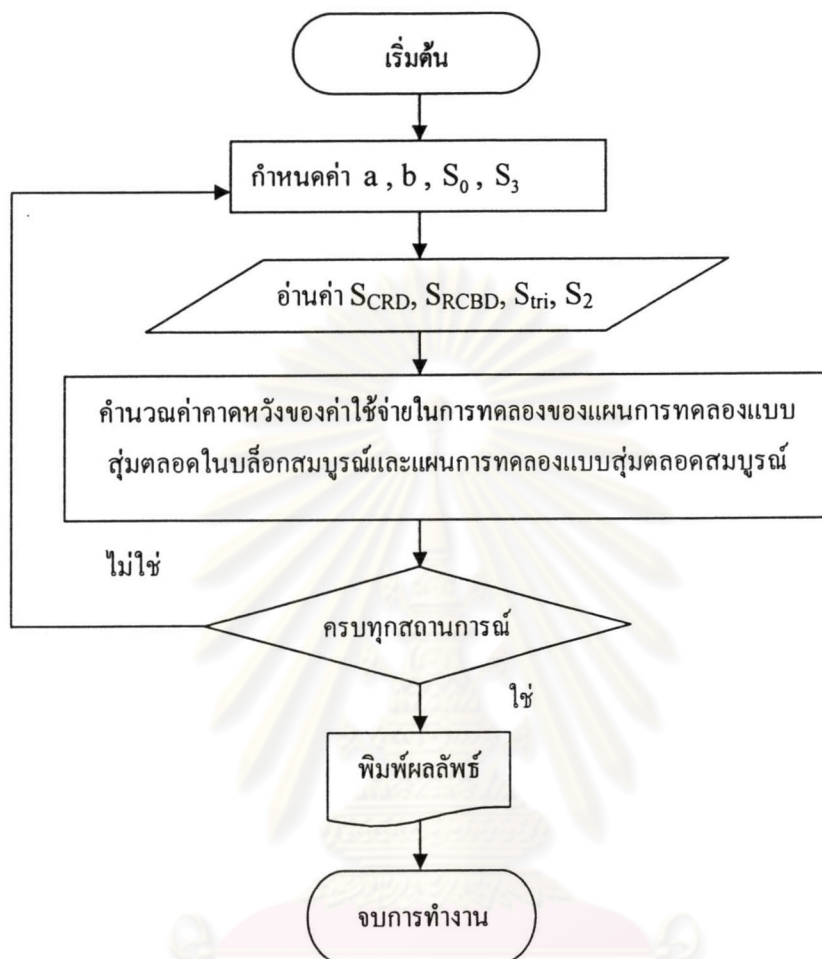 เริ่มต้น
กำหนดค่า a , b , S₀ , S₃
อ่านค่า S_CRD, S_RCBD, S_tri, S₂
คำนวณค่าคาดหวังของค่าใช้จ่ายในการทดลองของแผนการทดลองแบบ
สุ่มตลอดในบล็อกสมบูรณ์และแผนการทดลองแบบสุ่มตลอดสมบูรณ์
ไม่ใช่
ครบทุกสถานการณ์
ใช่
พิมพ์ผลลัพธ์
จบการทำงาน